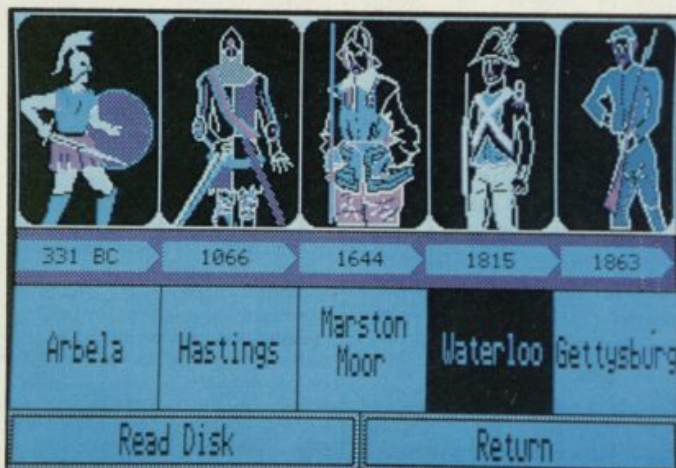 331 BC
1066
1644
1815
1863
Arbela
Hastings
Marston
Moor
Waterloo
Gettysburg
Read Disk
Return